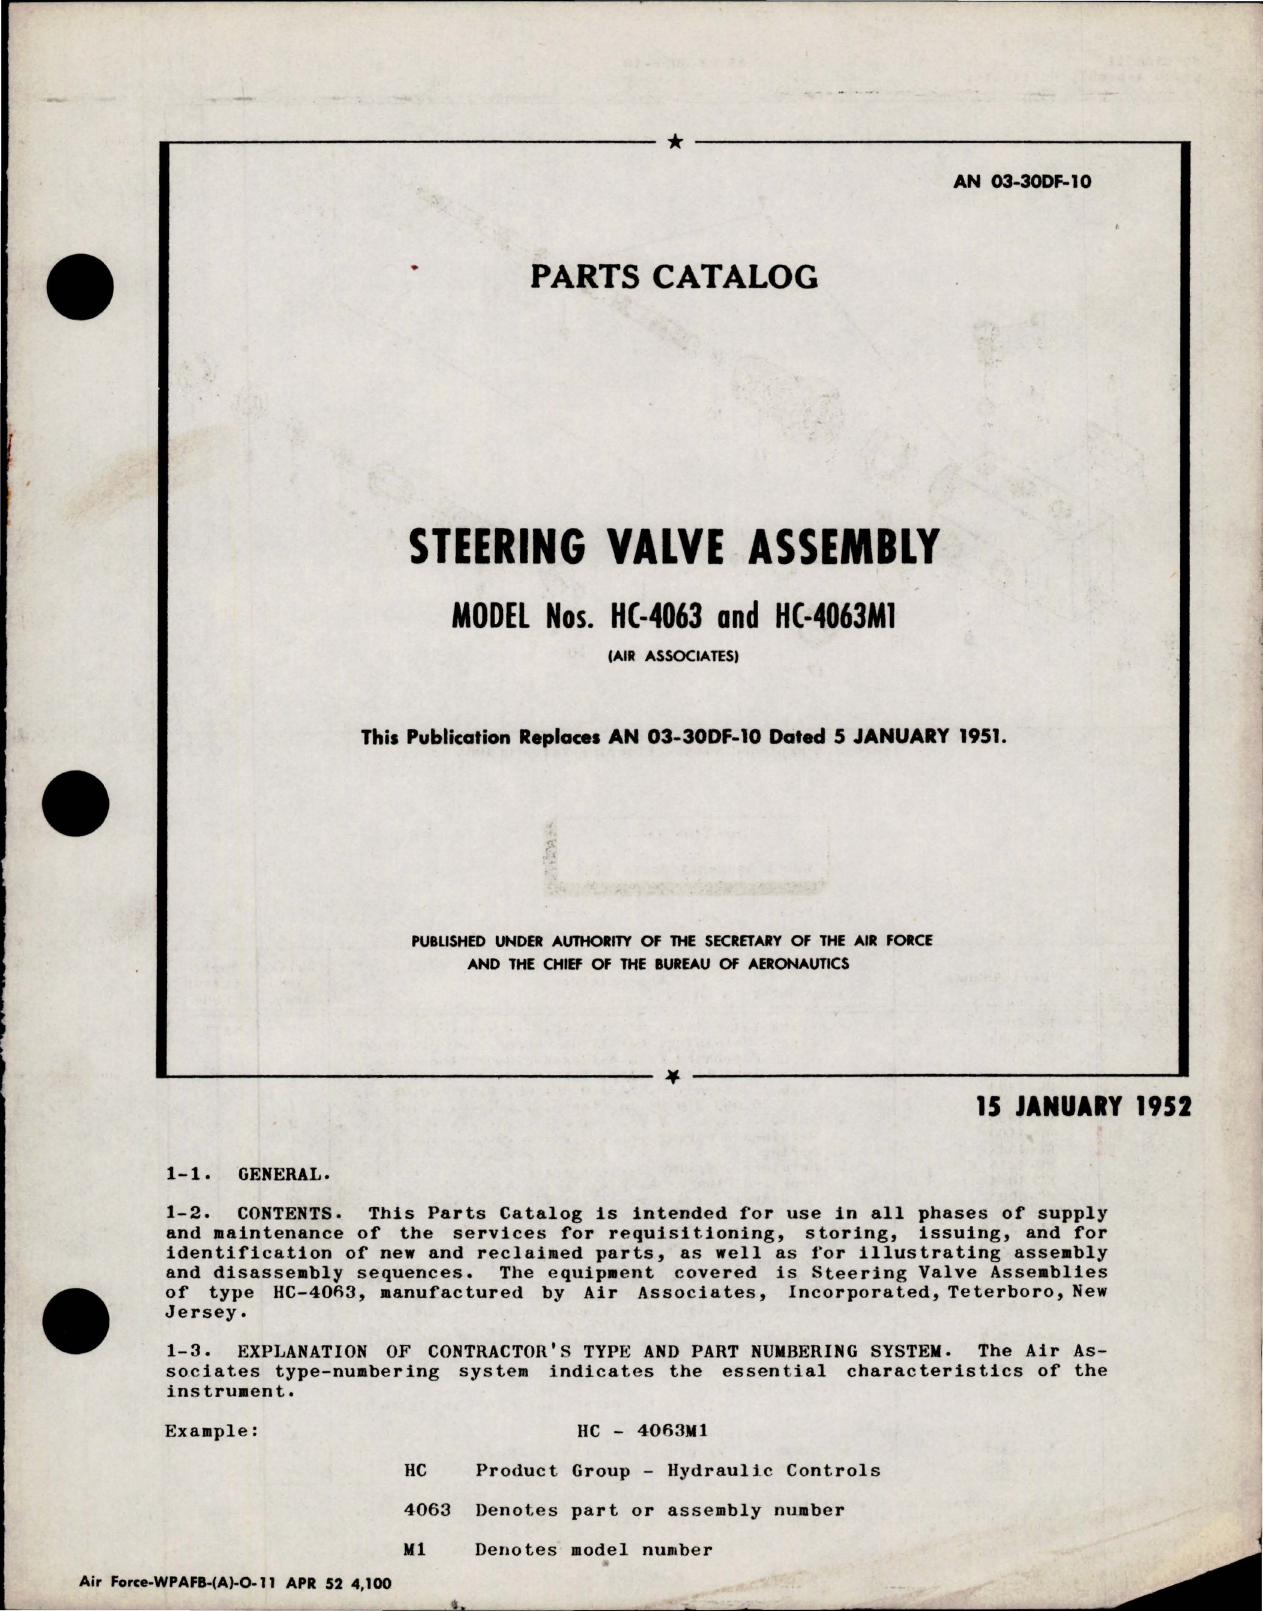 AN 03-30DF-10
PARTS CATALOG
STEERING VALVE ASSEMBLY
MODEL Nos. HC-4063 and HC-4063M1
(AIR ASSOCIATES)
This Publication Replaces AN 03-30DF-10 Dated 5 JANUARY 1951.
PUBLISHED UNDER AUTHORITY OF THE SECRETARY OF THE AIR FORCE
AND THE CHIEF OF THE BUREAU OF AERONAUTICS
15 JANUARY 1952
1-1. GENERAL.
1-2. CONTENTS. This Parts Catalog is intended for use in all phases of supply
and maintenance of the services for requisitioning, storing, issuing, and for
identification of new and reclaimed parts, as well as for illustrating assembly
and disassembly sequences. The equipment covered is Steering Valve Assemblies
of type HC-4063, manufactured by Air Associates, Incorporated, Teterboro, New
Jersey.
1-3. EXPLANATION OF CONTRACTOR'S TYPE AND PART NUMBERING SYSTEM. The Air As-
sociates type-numbering system indicates the essential characteristics of the
instrument.
Example: HC - 4063M1
HC Product Group - Hydraulic Controls
4063 Denotes part or assembly number
M1 Denotes model number
Air Force-WPAFB-(A)-O-11 APR 52 4,100